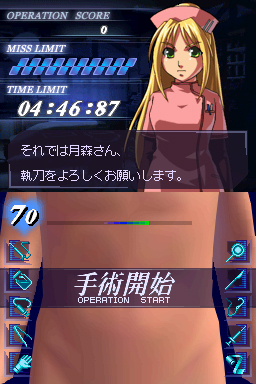 OPERATION SCORE
0
MISS LIMIT
TIME LIMIT
04:46:87
それでは月森さん、
執刀をよろしくお願いします。
70
手術開始
OPERATION START